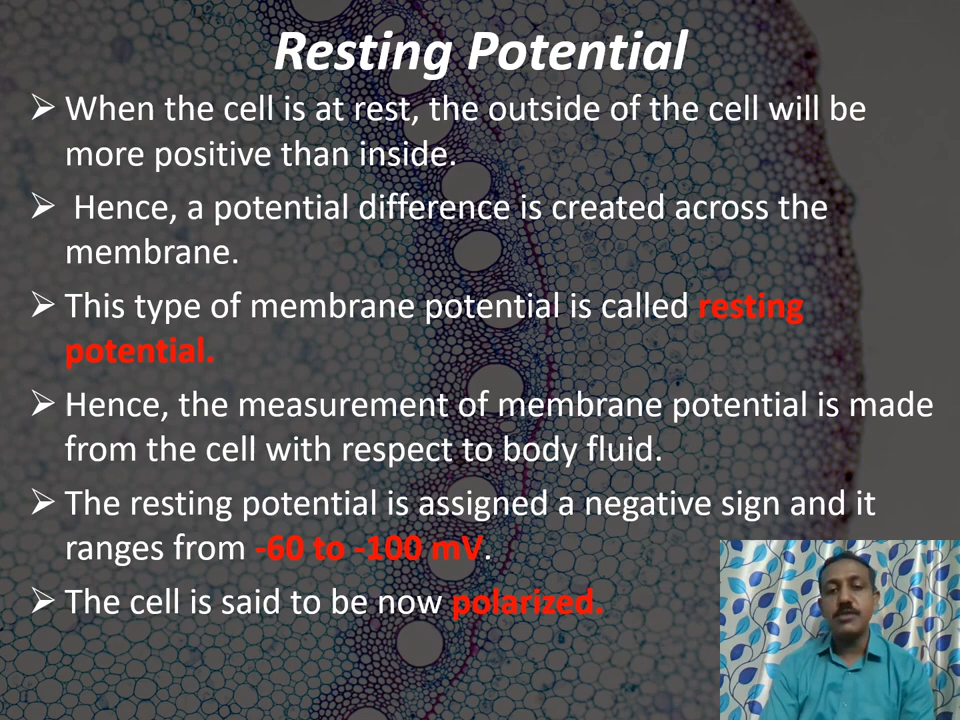 Resting Potential
When the cell is at rest, the outside of the cell will be
more positive than inside.
Hence, a potential difference is created across the
membrane.
This type of membrane potential is called resting
potential.
Hence, the measurement of membrane potential is made
from the cell with respect to body fluid.
The resting potential is assigned a negative sign and it
ranges from -60 to -100 mV.
The cell is said to be now polarized.